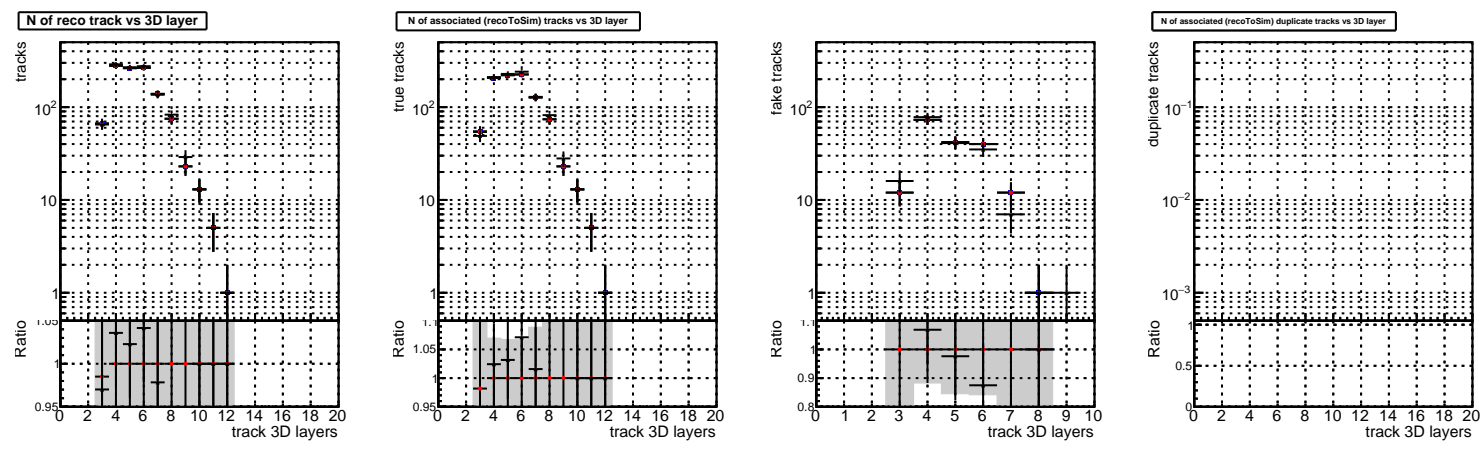 N of reco track vs 3D layer
tracks
10²
10
1
Ratio
1.05
1
0.95
0 2 4 6 8 10 12 14 16 18 20
track 3D layers
N of associated (recoToSim) tracks vs 3D layer
true tracks
10²
10
1
Ratio
1.1
1.05
1
0.95
0 2 4 6 8 10 12 14 16 18 20
track 3D layers
fake tracks
10²
10
1
Ratio
1.1
1
0.9
0.8
0 1 2 3 4 5 6 7 8 9 10
track 3D layers
N of associated (recoToSim) duplicate tracks vs 3D layer
duplicate tracks
10⁻¹
10⁻²
10⁻³
Ratio
1
0.5
0
0 2 4 6 8 10 12 14 16 18 20
track 3D layers